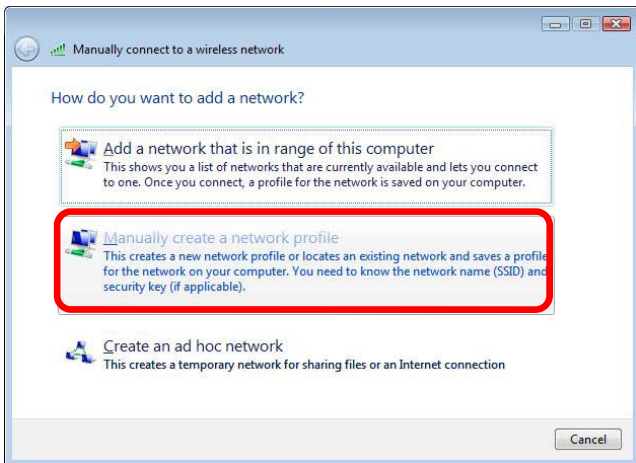 Manually connect to a wireless network
How do you want to add a network?
Add a network that is in range of this computer
This shows you a list of networks that are currently available and lets you connect
to one. Once you connect, a profile for the network is saved on your computer.
Manually create a network profile
This creates a new network profile or locates an existing network and saves a profile
for the network on your computer. You need to know the network name (SSID) and
security key (if applicable).
Create an ad hoc network
This creates a temporary network for sharing files or an Internet connection
Cancel